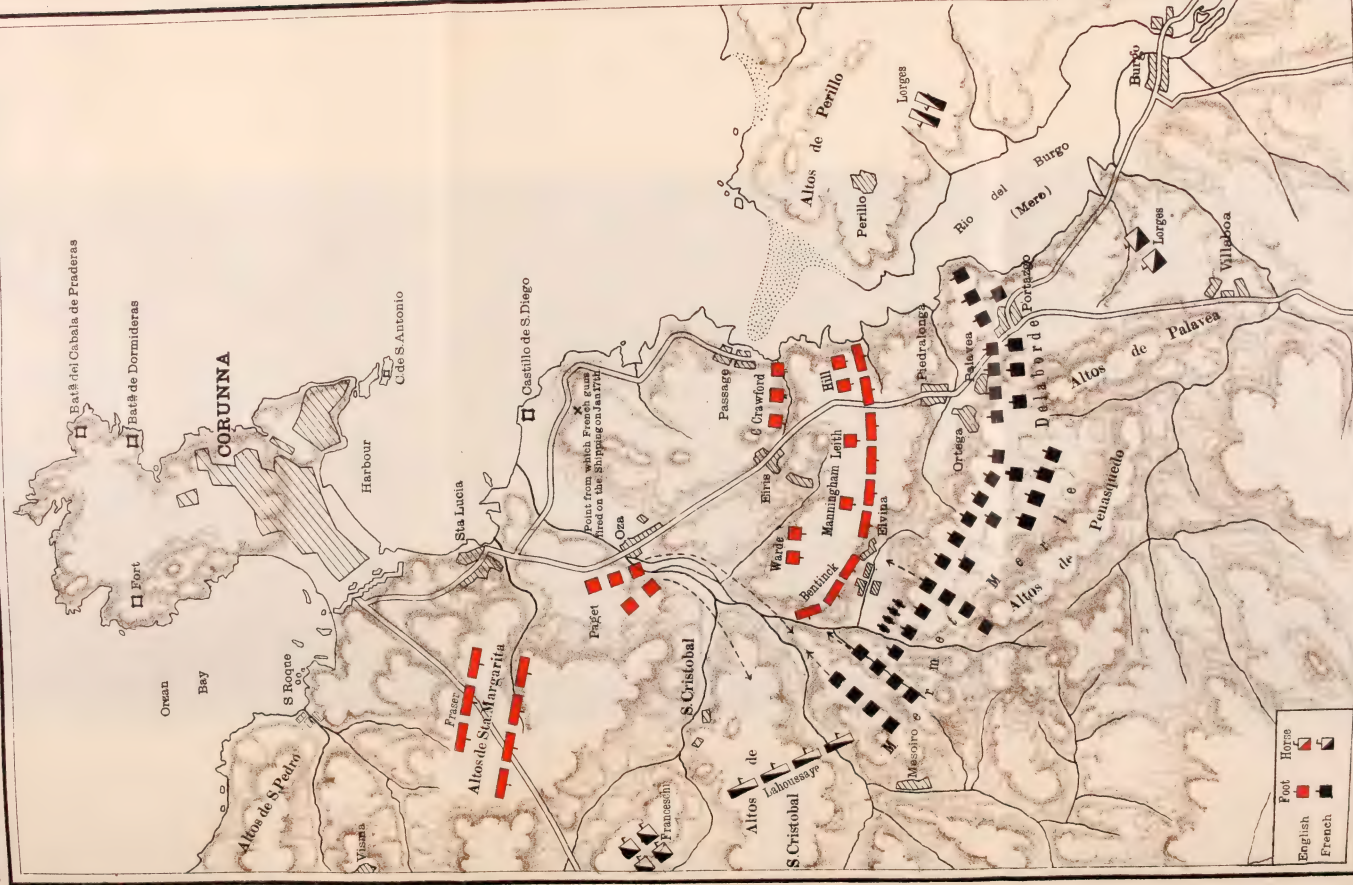 Batª del Cabala de Praderas
Batª de Dormideras
CORUNNA
C. de S. Antonio
Fort
Harbour
Orzan
Bay
S Roque
Sta Lucia
Castillo de S. Diego
Point from which French guns
fired on the Shipping on Jan 17th.
Oza
Paget
Fraser
Altos de Sta. Margarita
Altos de S. Pedro
Visma
S. Cristobal
Franceschi
Altos de
S. Cristobal
Lahoussaye
Mesoiro
Passage
C Crawford
Eiris
Hill
Leith
Manningham
Warde
Bentinck
Elvina
Piedralonga
Palavea
Portazgo
Ortega
Delaborde
Mermet
Merle
Altos de Penasquedo
Altos de Palavea
Villaboa
Lorges
Rio del Burgo
(Mero)
Burgo
Altos de Perillo
Perillo
Lorges
Foot Horse
English
French